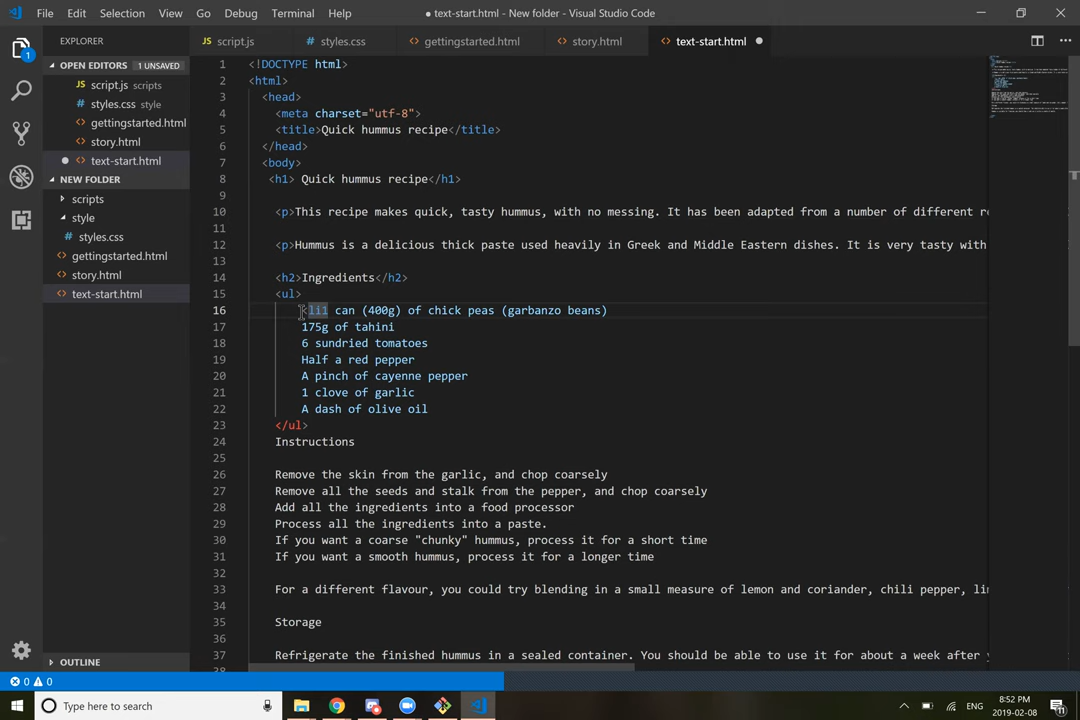 File Edit Selection View Go Debug Terminal Help
● text-start.html - New folder - Visual Studio Code
EXPLORER
script.js
styles.css
gettingstarted.html
story.html
text-start.html
OPEN EDITORS 1 UNSAVED
script.js scripts
styles.css style
gettingstarted.html
story.html
text-start.html
NEW FOLDER
scripts
style
styles.css
gettingstarted.html
story.html
text-start.html
OUTLINE
1
1 <!DOCTYPE html>
2 <html>
3 <head>
4 <meta charset="utf-8">
5 <title>Quick hummus recipe</title>
6 </head>
7 <body>
8 <h1> Quick hummus recipe</h1>
9
10 <p>This recipe makes quick, tasty hummus, with no messing. It has been adapted from a number of different
11
12 <p>Hummus is a delicious thick paste used heavily in Greek and Middle Eastern dishes. It is very tasty with
13
14 <h2>Ingredients</h2>
15 <ul>
16 <li1 can (400g) of chick peas (garbanzo beans)
17 175g of tahini
18 6 sundried tomatoes
19 Half a red pepper
20 A pinch of cayenne pepper
21 1 clove of garlic
22 A dash of olive oil
23 </ul>
24 Instructions
25
26 Remove the skin from the garlic, and chop coarsely
27 Remove all the seeds and stalk from the pepper, and chop coarsely
28 Add all the ingredients into a food processor
29 Process all the ingredients into a paste.
30 If you want a coarse "chunky" hummus, process it for a short time
31 If you want a smooth hummus, process it for a longer time
32
33 For a different flavour, you could try blending in a small measure of lemon and coriander, chili pepper,
34
35 Storage
36
37 Refrigerate the finished hummus in a sealed container. You should be able to use it for about a week after
0 0
Type here to search
ENG
8:52 PM
2019-02-08
11